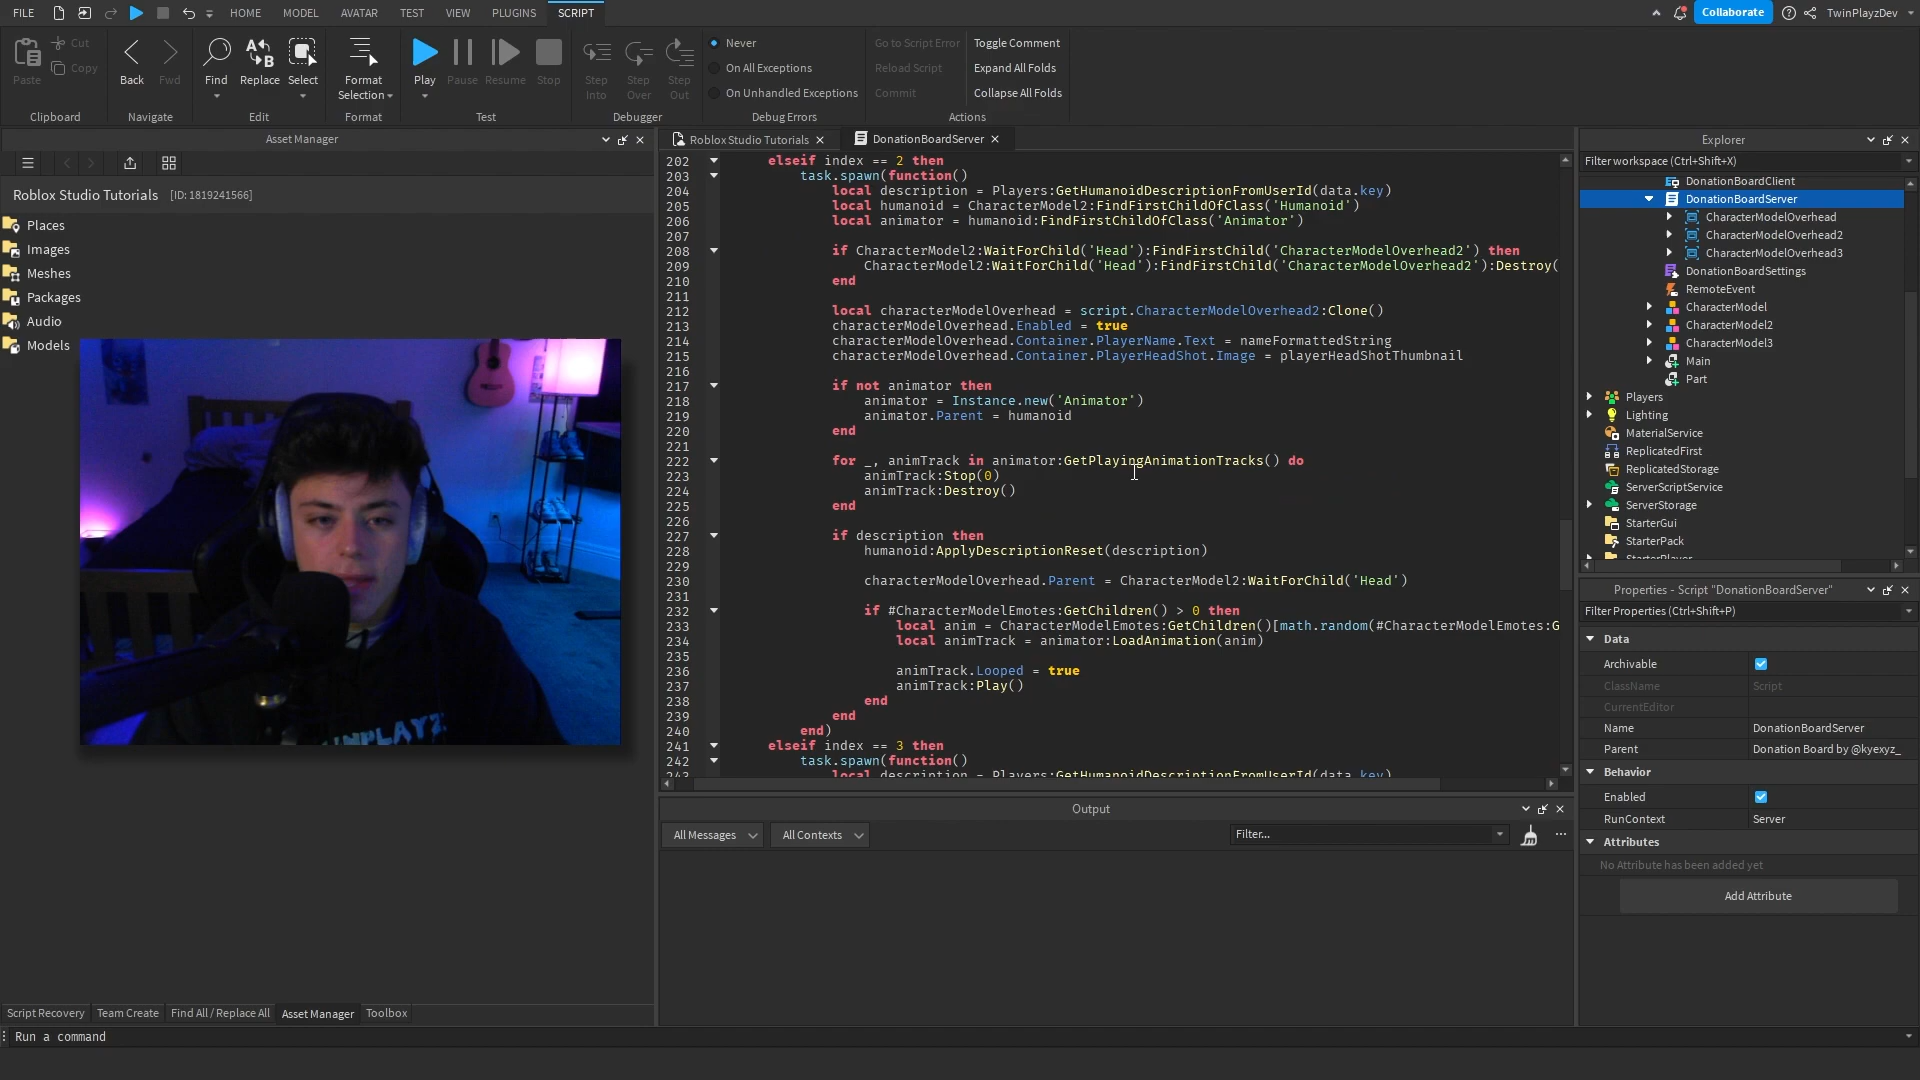 FILE
HOME
MODEL
AVATAR
TEST
VIEW
PLUGINS
SCRIPT
Collaborate
TwinPlayzDev
Paste
Cut
Copy
Clipboard
Back
Fwd
Navigate
Find
Replace
Select
Edit
Format
Selection
Format
Play
Pause
Resume
Stop
Test
Step
Into
Step
Over
Step
Out
Debugger
Never
On All Exceptions
On Unhandled Exceptions
Debug Errors
Go to Script Error
Reload Script
Commit
Toggle Comment
Expand All Folds
Collapse All Folds
Actions
Asset Manager
Roblox Studio Tutorials [ID: 1819241566]
Places
Images
Meshes
Packages
Audio
Models
Script Recovery
Team Create
Find All / Replace All
Asset Manager
Toolbox
Run a command
Roblox Studio Tutorials
DonationBoardServer
202 elseif index == 2 then
203 task.spawn(function()
204 local description = Players:GetHumanoidDescriptionFromUserId(data.key)
205 local humanoid = CharacterModel2:FindFirstChildOfClass('Humanoid')
206 local animator = humanoid:FindFirstChildOfClass('Animator')
207
208 if CharacterModel2:WaitForChild('Head'):FindFirstChild('CharacterModelOverhead2') then
209 CharacterModel2:WaitForChild('Head'):FindFirstChild('CharacterModelOverhead2'):Destroy(
210 end
211
212 local characterModelOverhead = script.CharacterModelOverhead2:Clone()
213 characterModelOverhead.Enabled = true
214 characterModelOverhead.Container.PlayerName.Text = nameFormattedString
215 characterModelOverhead.Container.PlayerHeadShot.Image = playerHeadShotThumbnail
216
217 if not animator then
218 animator = Instance.new('Animator')
219 animator.Parent = humanoid
220 end
221
222 for _, animTrack in animator:GetPlayingAnimationTracks() do
223 animTrack:Stop(0)
224 animTrack:Destroy()
225 end
226
227 if description then
228 humanoid:ApplyDescriptionReset(description)
229
230 characterModelOverhead.Parent = CharacterModel2:WaitForChild('Head')
231
232 if #CharacterModelEmotes:GetChildren() > 0 then
233 local anim = CharacterModelEmotes:GetChildren()[math.random(#CharacterModelEmotes:G
234 local animTrack = animator:LoadAnimation(anim)
235
236 animTrack.Looped = true
237 animTrack:Play()
238 end
239 end
240 end)
241 elseif index == 3 then
242 task.spawn(function()
243 local description = Players:GetHumanoidDescriptionFromUserId(data.key)
Output
All Messages
All Contexts
Filter...
Explorer
Filter workspace (Ctrl+Shift+X)
DonationBoardClient
DonationBoardServer
CharacterModelOverhead
CharacterModelOverhead2
CharacterModelOverhead3
DonationBoardSettings
RemoteEvent
CharacterModel
CharacterModel2
CharacterModel3
Main
Part
Players
Lighting
MaterialService
ReplicatedFirst
ReplicatedStorage
ServerScriptService
ServerStorage
StarterGui
StarterPack
StarterPlayer
Properties - Script "DonationBoardServer"
Filter Properties (Ctrl+Shift+P)
Data
Archivable
ClassName Script
CurrentEditor
Name DonationBoardServer
Parent Donation Board by @kyexyz_
Behavior
Enabled
RunContext Server
Attributes
No Attribute has been added yet
Add Attribute